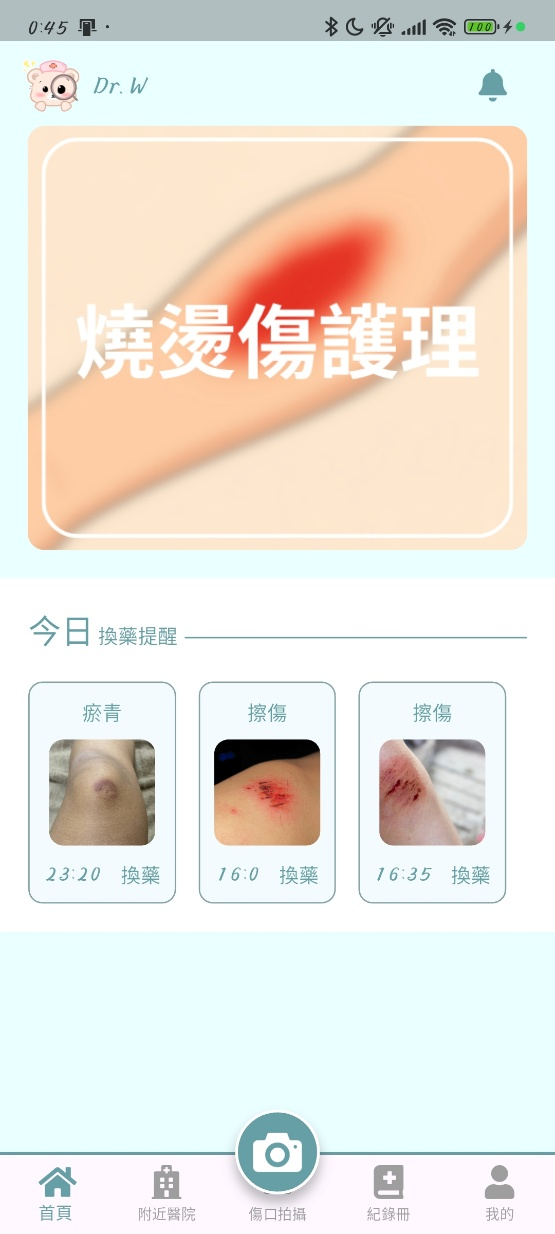 0:45
100
Dr. W
燒燙傷護理
今日 換藥提醒
瘀青
擦傷
擦傷
23:20 換藥
16:0 換藥
16:35 換藥
首頁
附近醫院
傷口拍攝
紀錄冊
我的